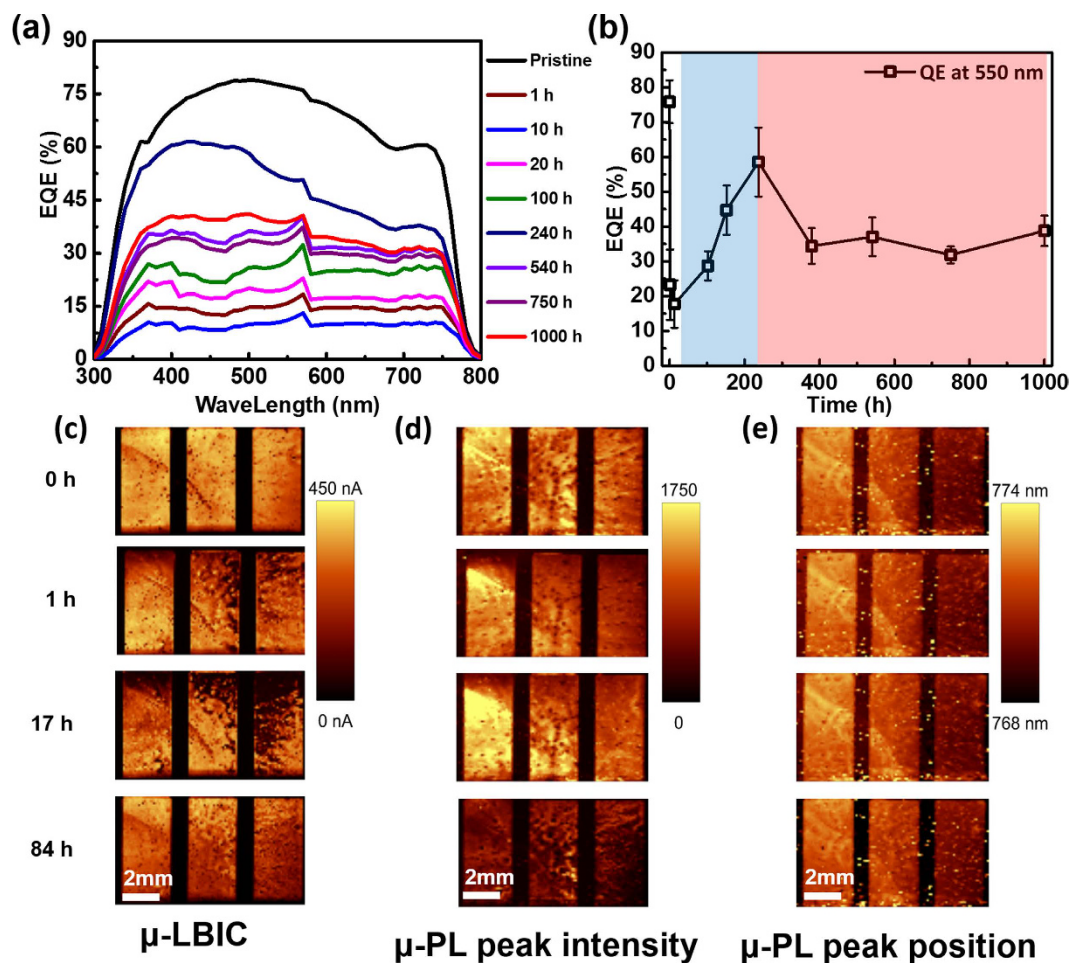 (a)
90
75
60
45
30
15
0
EQE (%)
300 400 500 600 700 800
WaveLength (nm)
Pristine
1 h
10 h
20 h
100 h
240 h
540 h
750 h
1000 h
(b)
90
80
70
60
50
40
30
20
10
0
EQE (%)
QE at 550 nm
0 200 400 600 800 1000
Time (h)
(c)
0 h
1 h
17 h
84 h
450 nA
0 nA
2mm
μ-LBIC
(d)
1750
0
2mm
μ-PL peak intensity
(e)
774 nm
768 nm
2mm
μ-PL peak position